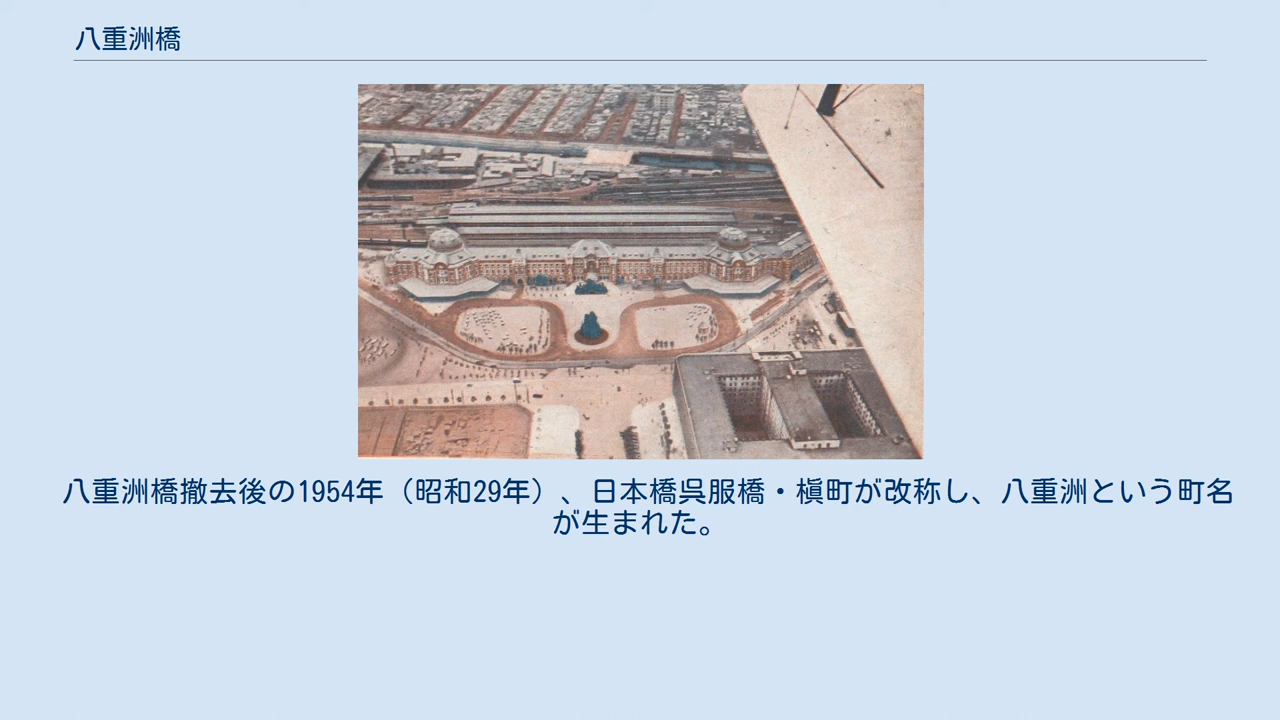 八重洲橋
八重洲橋撤去後の1954年（昭和29年）、日本橋呉服橋・槇町が改称し、八重洲という町名
が生まれた。